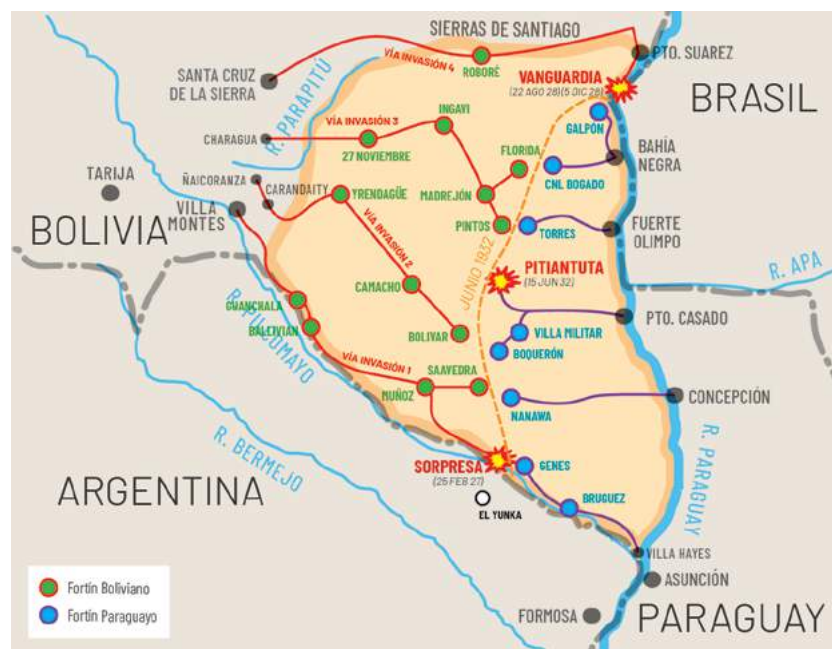 SIERRAS DE SANTIAGO
VÍA INVASIÓN 4
ROBORÉ
PTO. SUAREZ
SANTA CRUZ
DE LA SIERRA
VANGUARDIA
(22 AGO 28)(5 DIC 28)
BRASIL
R. PARAPITÚ
INGAVI
VÍA INVASIÓN 3
GALPÓN
CHARAGUA
27 NOVIEMBRE
FLORIDA
BAHÍA
NEGRA
CNL BOGADO
TARIJA
ÑAICORANZA
CARANDAITY
YRENDAGÜE
MADREJÓN
VILLA
MONTES
BOLIVIA
PINTOS
TORRES
FUERTE
OLIMPO
VÍA INVASIÓN 2
JUNIO 1932
PITIANTUTA
(15 JUN 32)
R. APA
CAMACHO
GUANCHALA
R. PILCOMAYO
BALLIVIÁN
BOLIVAR
VILLA MILITAR
PTO. CASADO
BOQUERÓN
VÍA INVASIÓN 1
SAAVEDRA
MUÑOZ
NANAWA
CONCEPCIÓN
R. BERMEJO
R. PARAGUAY
SORPRESA
(25 FEB 27)
GENES
ARGENTINA
EL YUNKA
BRUGUEZ
VILLA HAYES
ASUNCIÓN
Fortín Boliviano
Fortín Paraguayo
FORMOSA
PARAGUAY